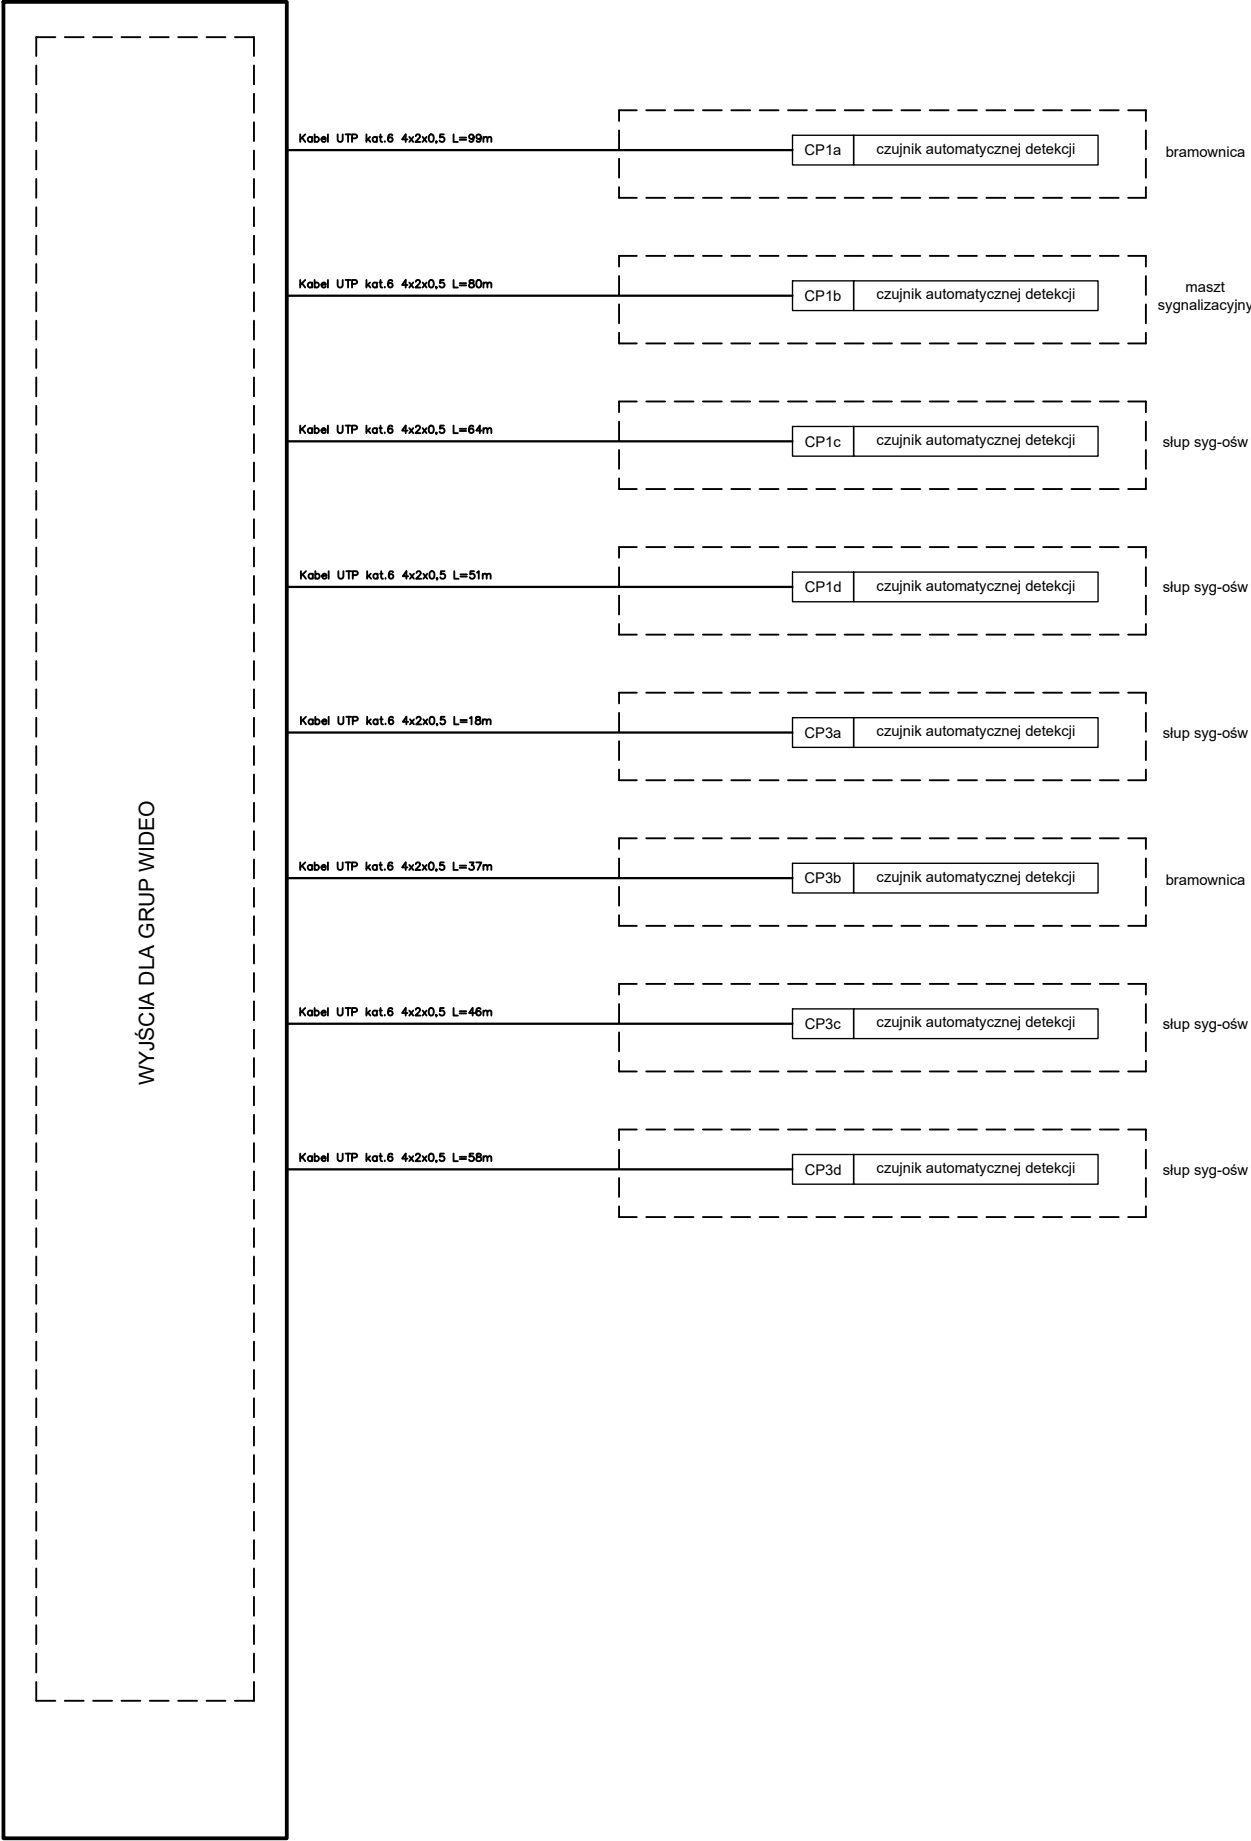 Kabel UTP kat.6 4x2x0,5 L=99m
CP1a czujnik automatycznej detekcji
bramownica
Kabel UTP kat.6 4x2x0,5 L=80m
CP1b czujnik automatycznej detekcji
maszt
sygnalizacyjny
Kabel UTP kat.6 4x2x0,5 L=64m
CP1c czujnik automatycznej detekcji
słup syg-ośw
Kabel UTP kat.6 4x2x0,5 L=51m
CP1d czujnik automatycznej detekcji
słup syg-ośw
Kabel UTP kat.6 4x2x0,5 L=18m
CP3a czujnik automatycznej detekcji
słup syg-ośw
WYJŚCIA DLA GRUP WIDEO
Kabel UTP kat.6 4x2x0,5 L=37m
CP3b czujnik automatycznej detekcji
bramownica
Kabel UTP kat.6 4x2x0,5 L=46m
CP3c czujnik automatycznej detekcji
słup syg-ośw
Kabel UTP kat.6 4x2x0,5 L=58m
CP3d czujnik automatycznej detekcji
słup syg-ośw